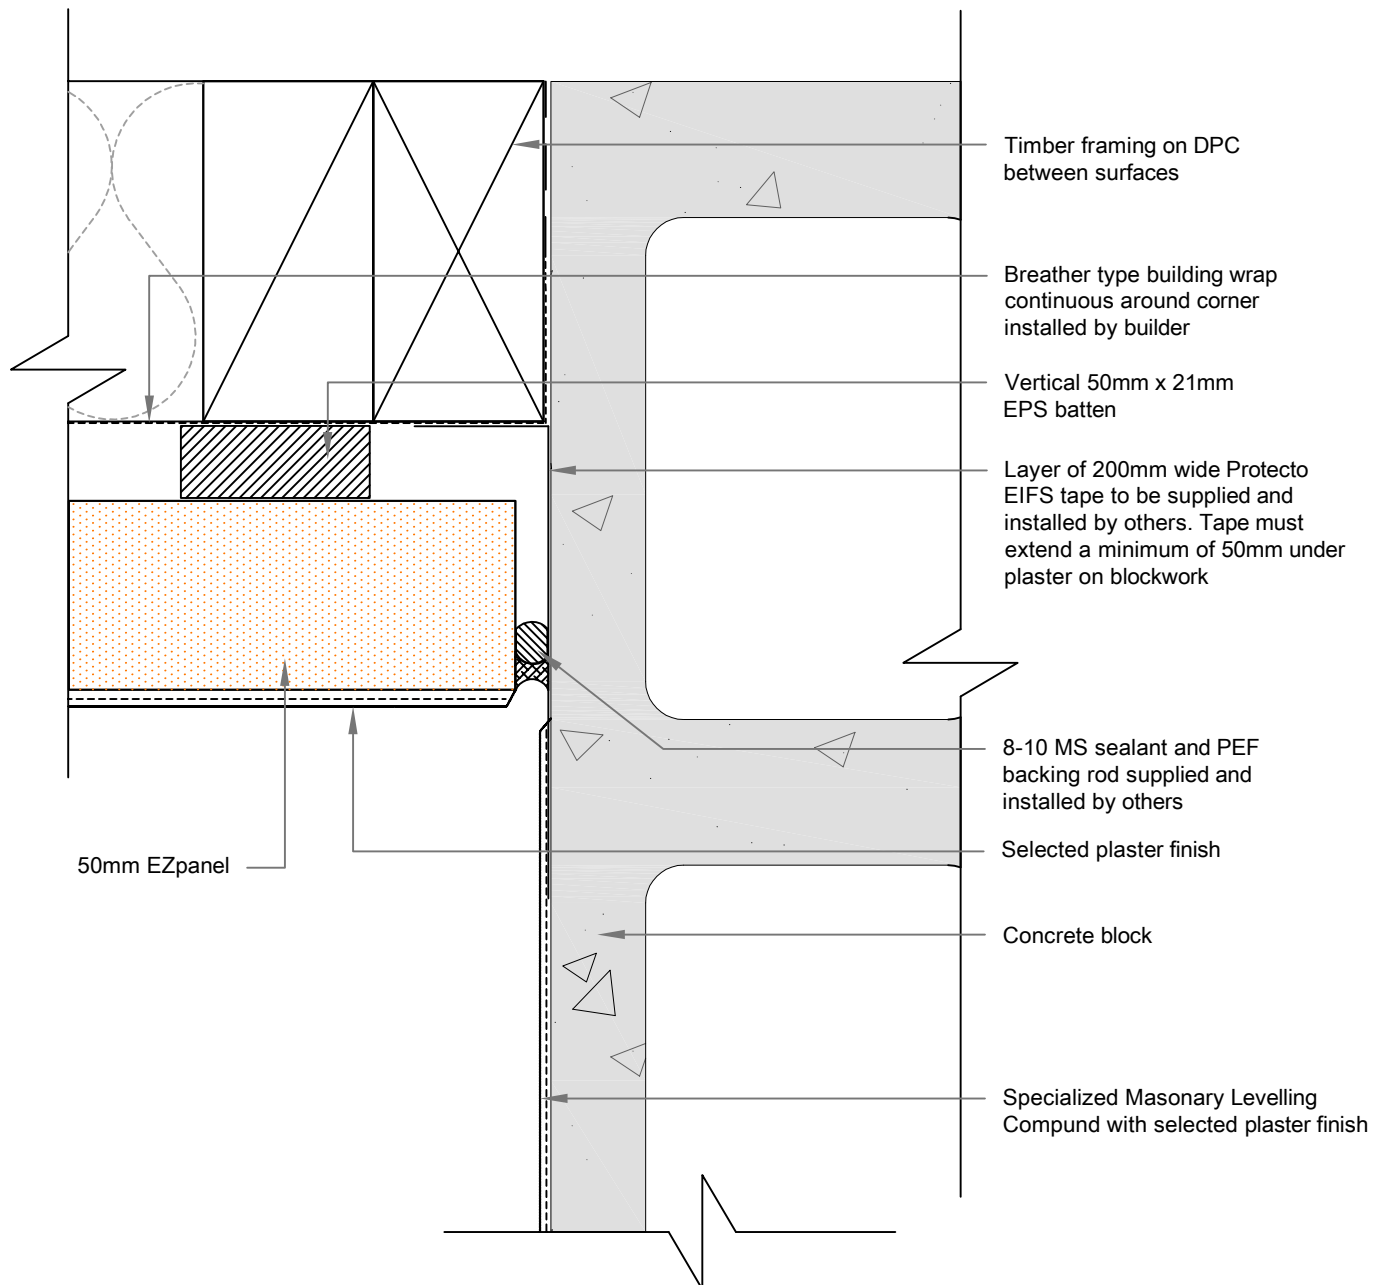 Timber framing on DPC
between surfaces
Breather type building wrap
continuous around corner
installed by builder
Vertical 50mm x 21mm
EPS batten
Layer of 200mm wide Protecto
EIFS tape to be supplied and
installed by others. Tape must
extend a minimum of 50mm under
plaster on blockwork
8-10 MS sealant and PEF
backing rod supplied and
installed by others
Selected plaster finish
50mm EZpanel
Concrete block
Specialized Masonary Levelling
Compund with selected plaster finish